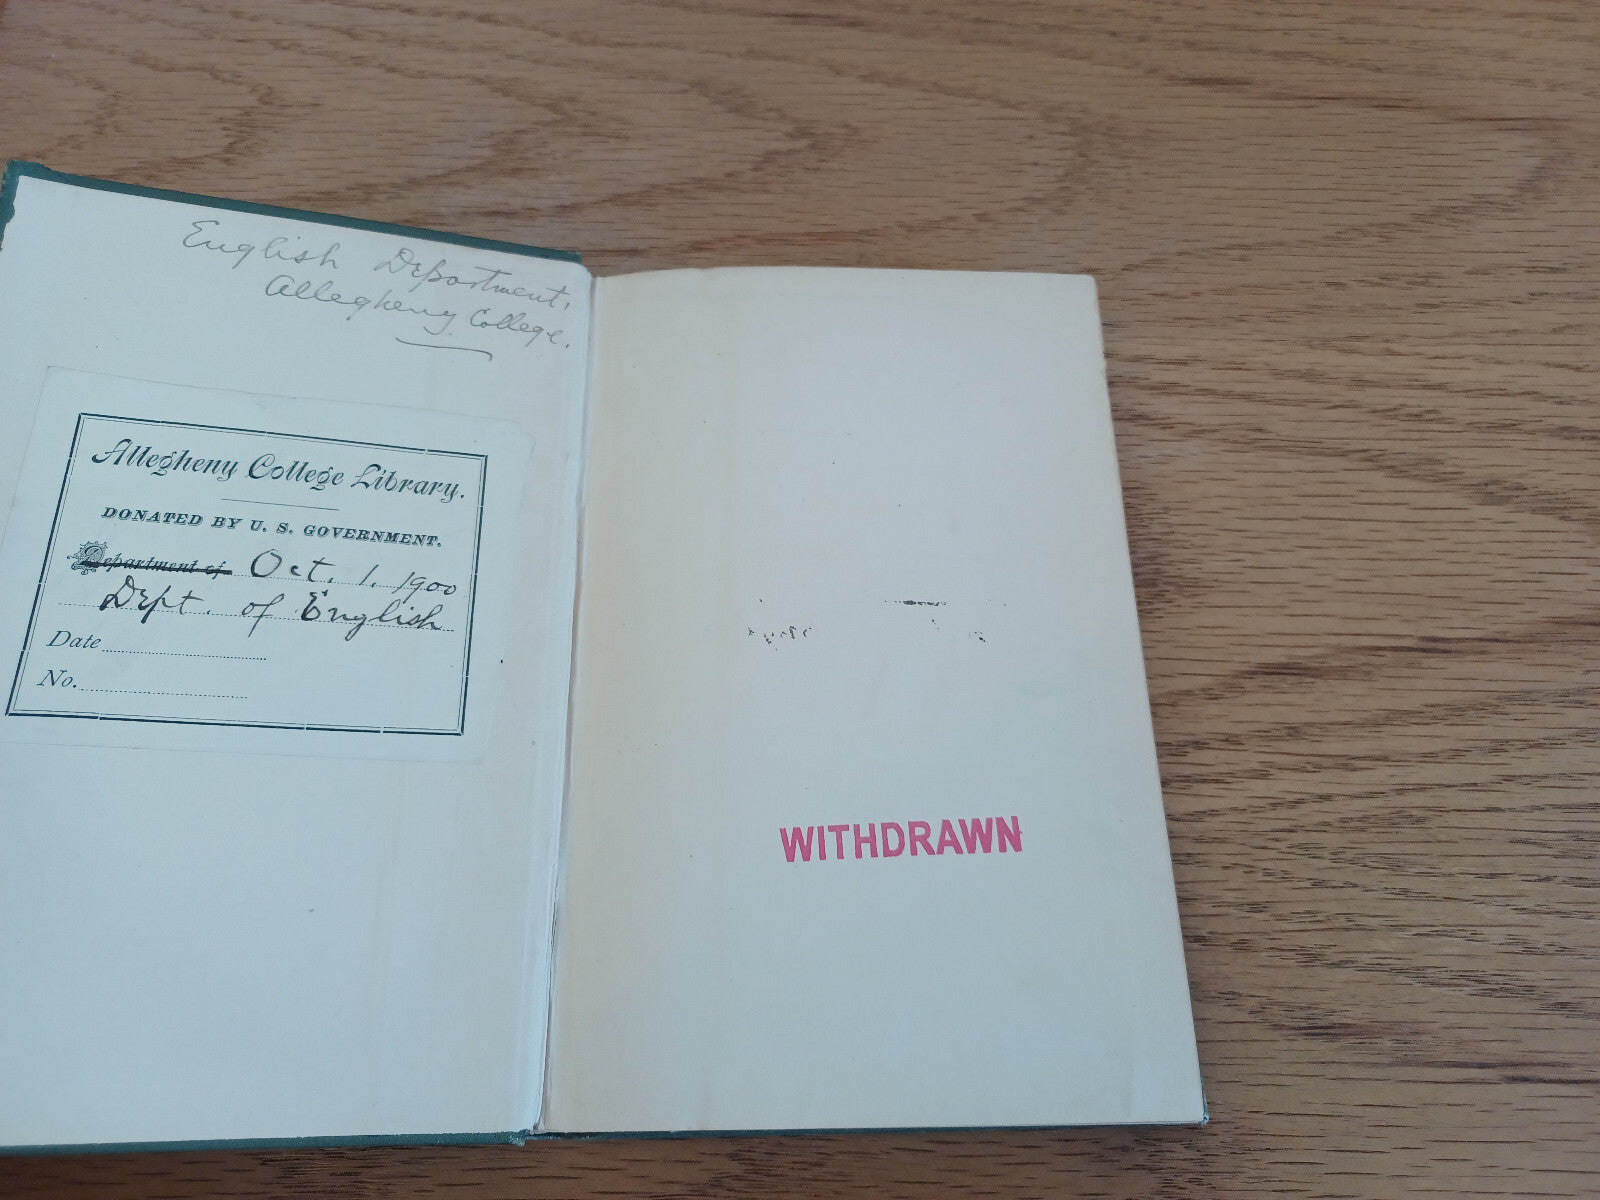 English Department,
Allegheny College.
Allegheny College Library.
DONATED BY U. S. GOVERNMENT.
Department of Oct. 1. 1900
Dept. of English
Date
No.
WITHDRAWN